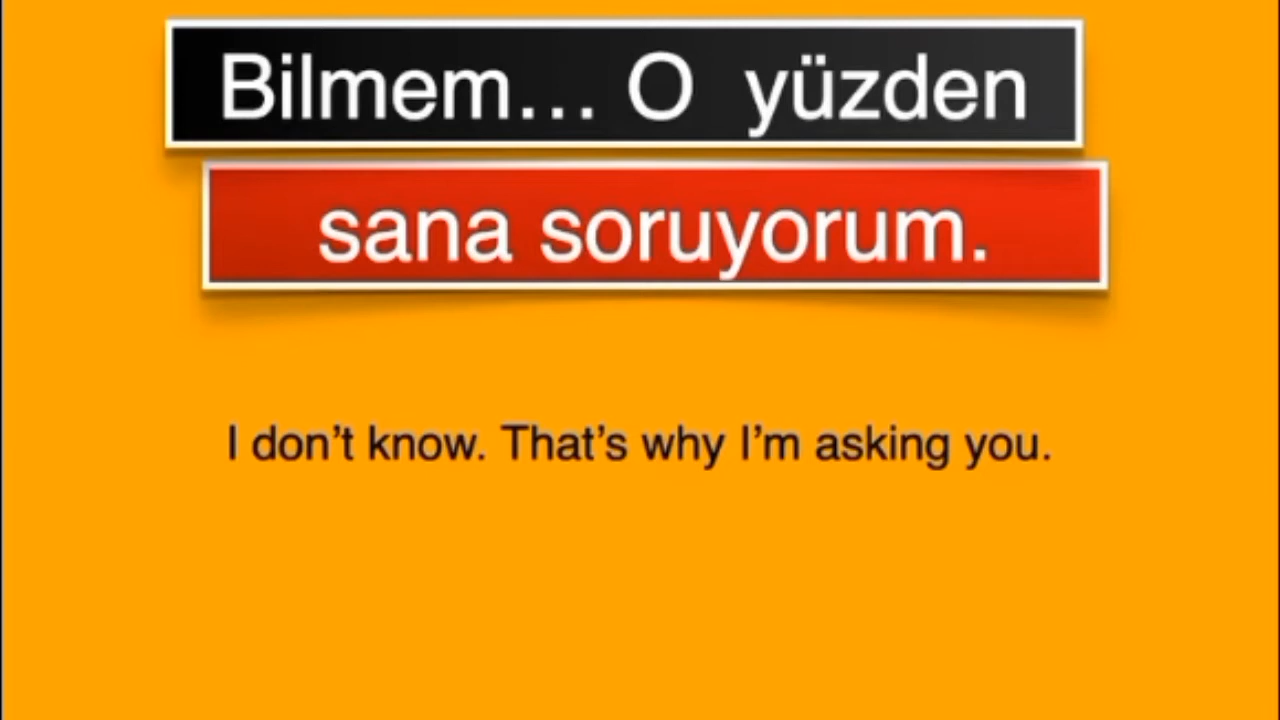 Bilmem... O yüzden
sana soruyorum.
I don't know. That's why I'm asking you.